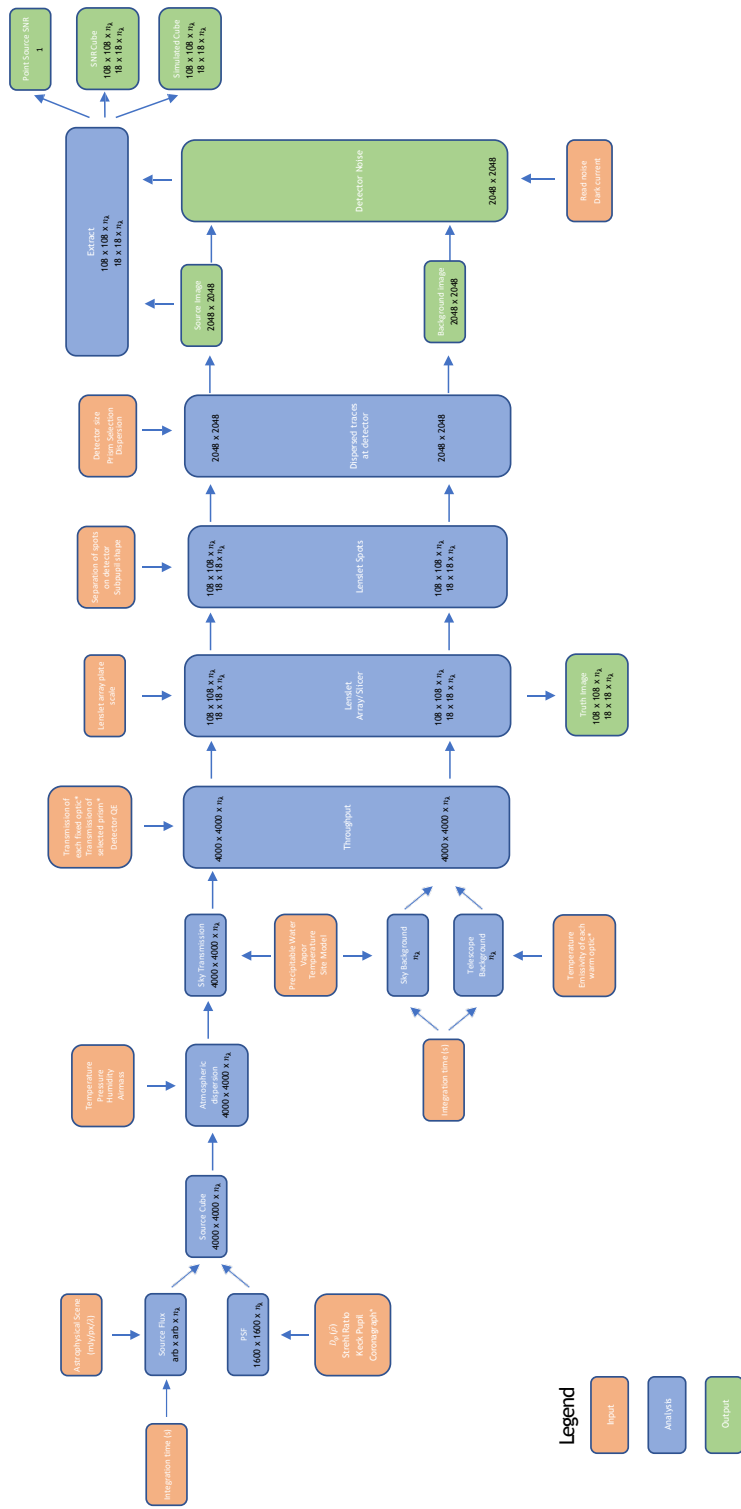 Integration time (s)
Astrophysical Scene
(mJy/px/λ)
Source Flux
arb x arb x nλ
PSF
1600 x 1600 x nλ
Strehl Ratio
Keck Pupil
Coronagraph*
Source Cube
4000 x 4000 x nλ
Temperature
Pressure
Humidity
Airmass
Atmospheric
dispersion
4000 x 4000 x nλ
Sky Transmission
4000 x 4000 x nλ
Precipitable Water
Vapor
Temperature
Site Model
Integration time (s)
Sky Background
nλ
Telescope
Background
nλ
Temperature
Emissivity of each
warm optic*
Transmission of
each fixed optic*
Transmission of
selected prism*
Detector QE
4000 x 4000 x nλ
Throughput
4000 x 4000 x nλ
Lenslet array plate
scale
108 x 108 x nλ
18 x 18 x nλ
Lenslet
Array/Slicer
108 x 108 x nλ
18 x 18 x nλ
Truth Image
108 x 108 x nλ
18 x 18 x nλ
Separation of spots
on detector
Subpupil shape
108 x 108 x nλ
18 x 18 x nλ
Lenslet Spots
108 x 108 x nλ
18 x 18 x nλ
Detector size
Prism Selection
Dispersion
2048 x 2048
Dispersed traces
at detector
2048 x 2048
Source Image
2048 x 2048
Background image
2048 x 2048
Extract
108 x 108 x nλ
18 x 18 x nλ
Detector Noise
2048 x 2048
Read noise
Dark current
Point Source SNR
1
SNR Cube
108 x 108 x nλ
18 x 18 x nλ
Simulated Cube
108 x 108 x nλ
18 x 18 x nλ
Legend
Input
Analysis
Output